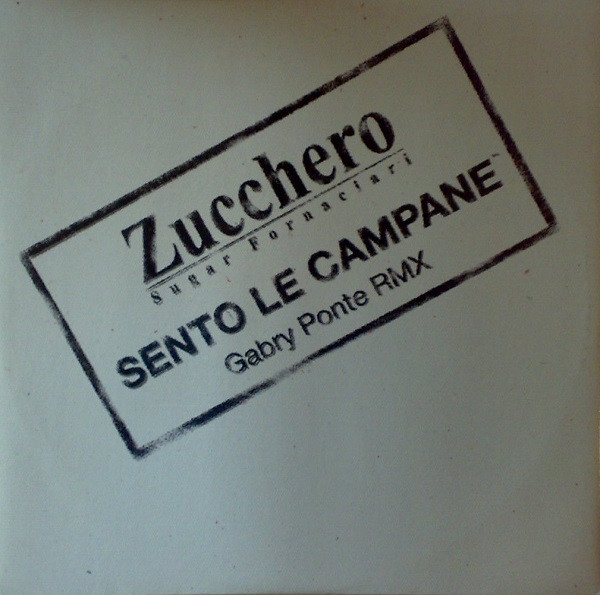 Zucchero
Sugar Fornaciari
SENTO LE CAMPANE
Gabry Ponte RMX